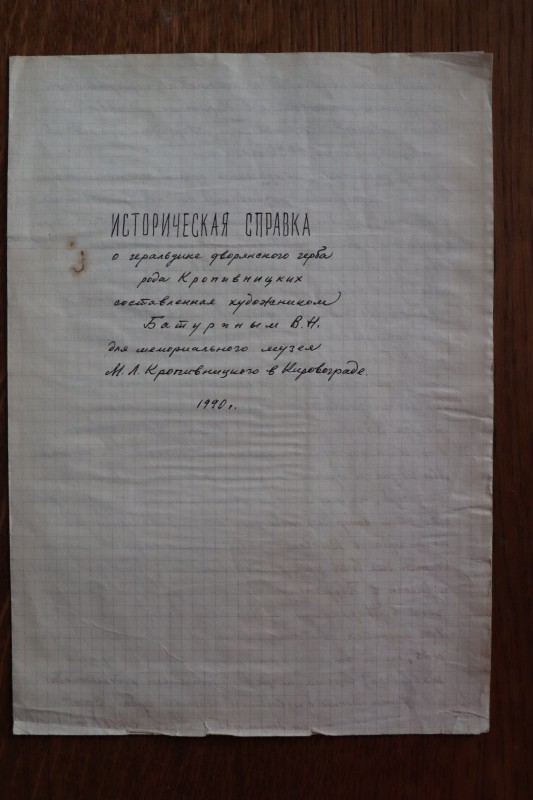 ИСТОРИЧЕСКАЯ СПРАВКА
о геральдике дворянского герба
рода Кропивницких
составленная художником
Батуриным В.Н.
для мемориального музея
М.Л. Кропивницкого в Кировограде.
1990 г.